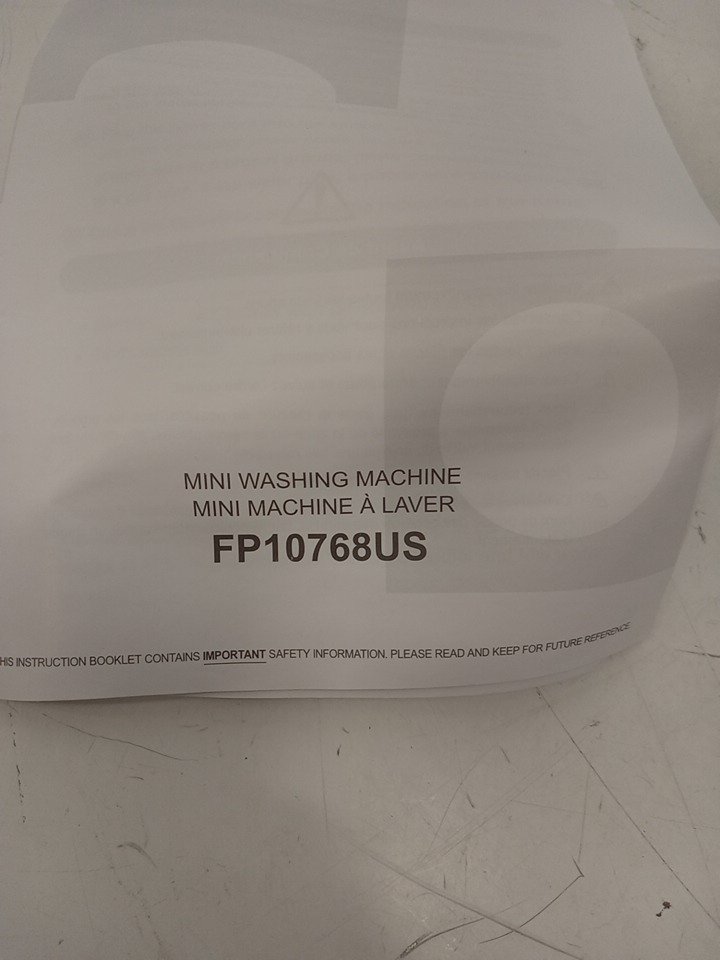 MINI WASHING MACHINE
MINI MACHINE À LAVER
FP10768US
HIS INSTRUCTION BOOKLET CONTAINS IMPORTANT SAFETY INFORMATION. PLEASE READ AND KEEP FOR FUTURE REFERENCE